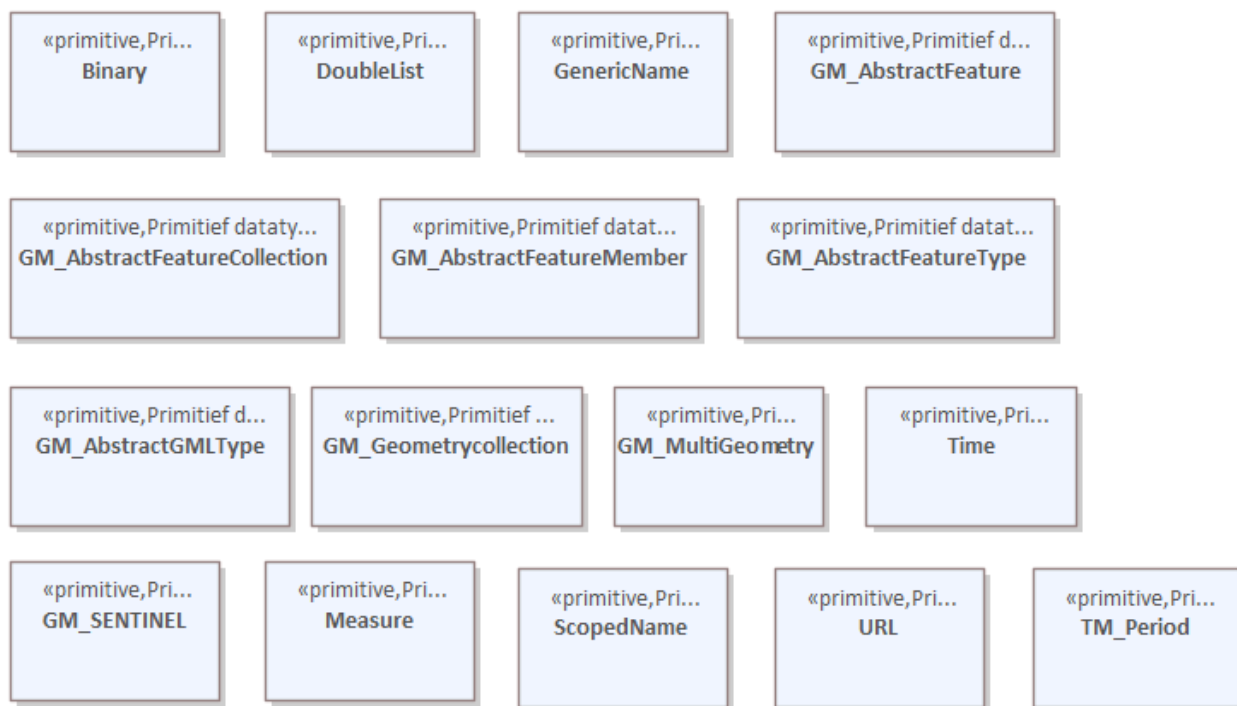 «primitive,Pri...
Binary
«primitive,Pri...
DoubleList
«primitive,Pri...
GenericName
«primitive,Primitief d...
GM_AbstractFeature
«primitive,Primitief dataty...
GM_AbstractFeatureCollection
«primitive,Primitief datat...
GM_AbstractFeatureMember
«primitive,Primitief datat...
GM_AbstractFeatureType
«primitive,Primitief d...
GM_AbstractGMLType
«primitive,Primitief ...
GM_Geometrycollection
«primitive,Pri...
GM_MultiGeometry
«primitive,Pri...
Time
«primitive,Pri...
GM_SENTINEL
«primitive,Pri...
Measure
«primitive,Pri...
ScopedName
«primitive,Pri...
URL
«primitive,Pri...
TM_Period